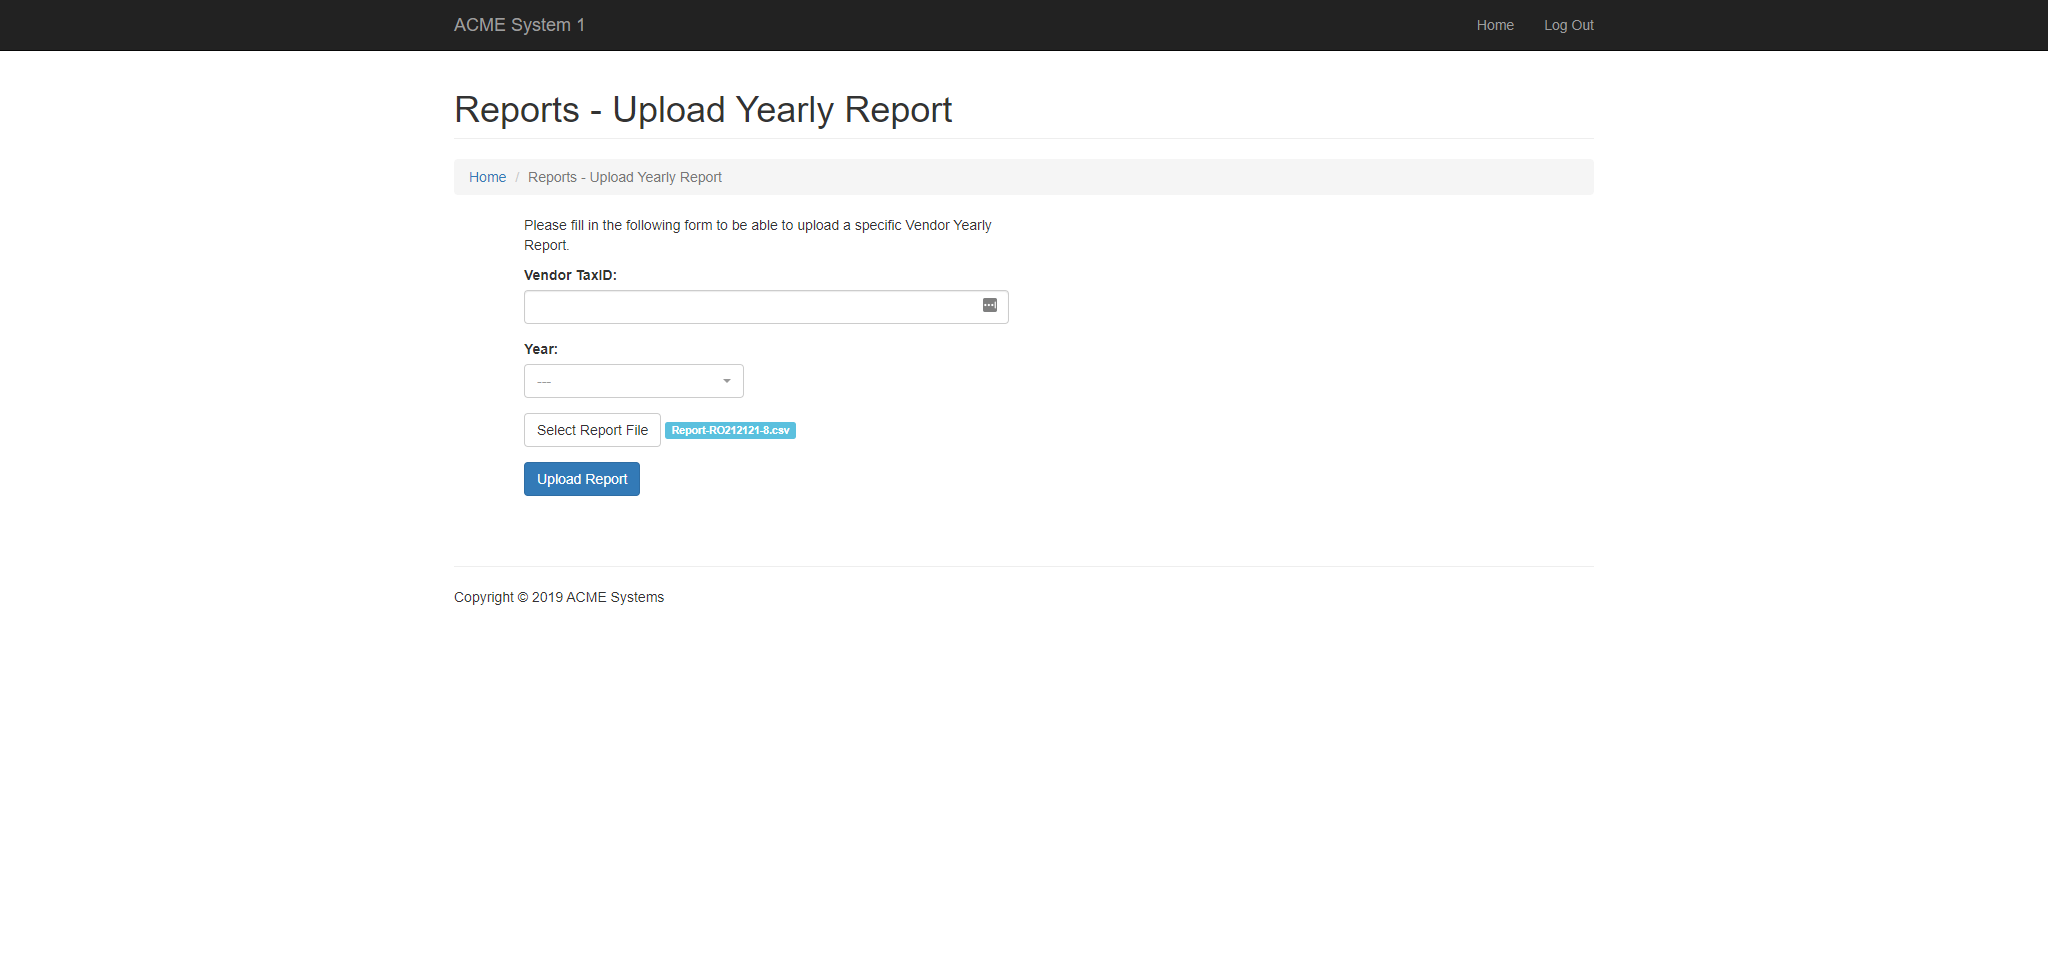 ACME System 1
Home
Log Out
Reports - Upload Yearly Report
Home / Reports - Upload Yearly Report
Please fill in the following form to be able to upload a specific Vendor Yearly
Report.
Vendor TaxID:
Year:
---
Select Report File
Report-RO212121-8.csv
Upload Report
Copyright © 2019 ACME Systems